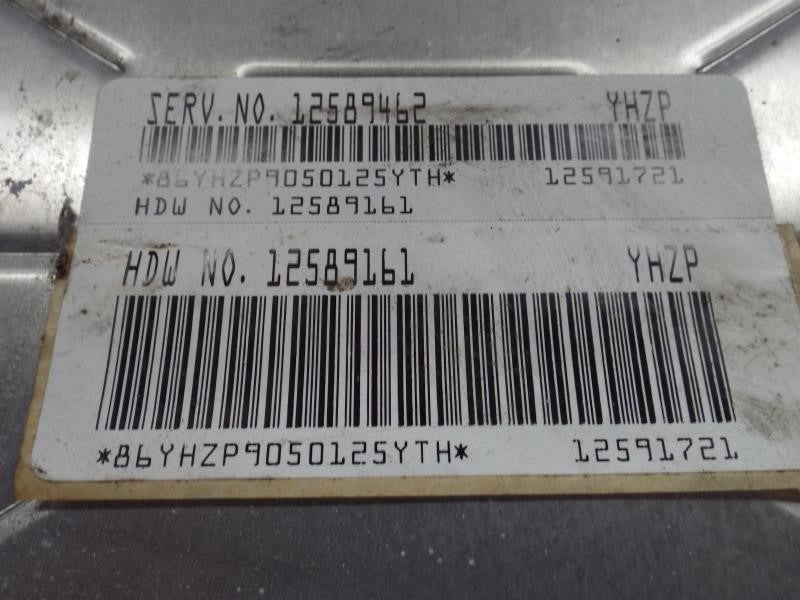 SERV. NO. 12589462 YHZP
*86YHZP9050125YTH* 12591721
HDW NO. 12589161
HDW NO. 12589161 YHZP
*86YHZP9050125YTH* 12591721